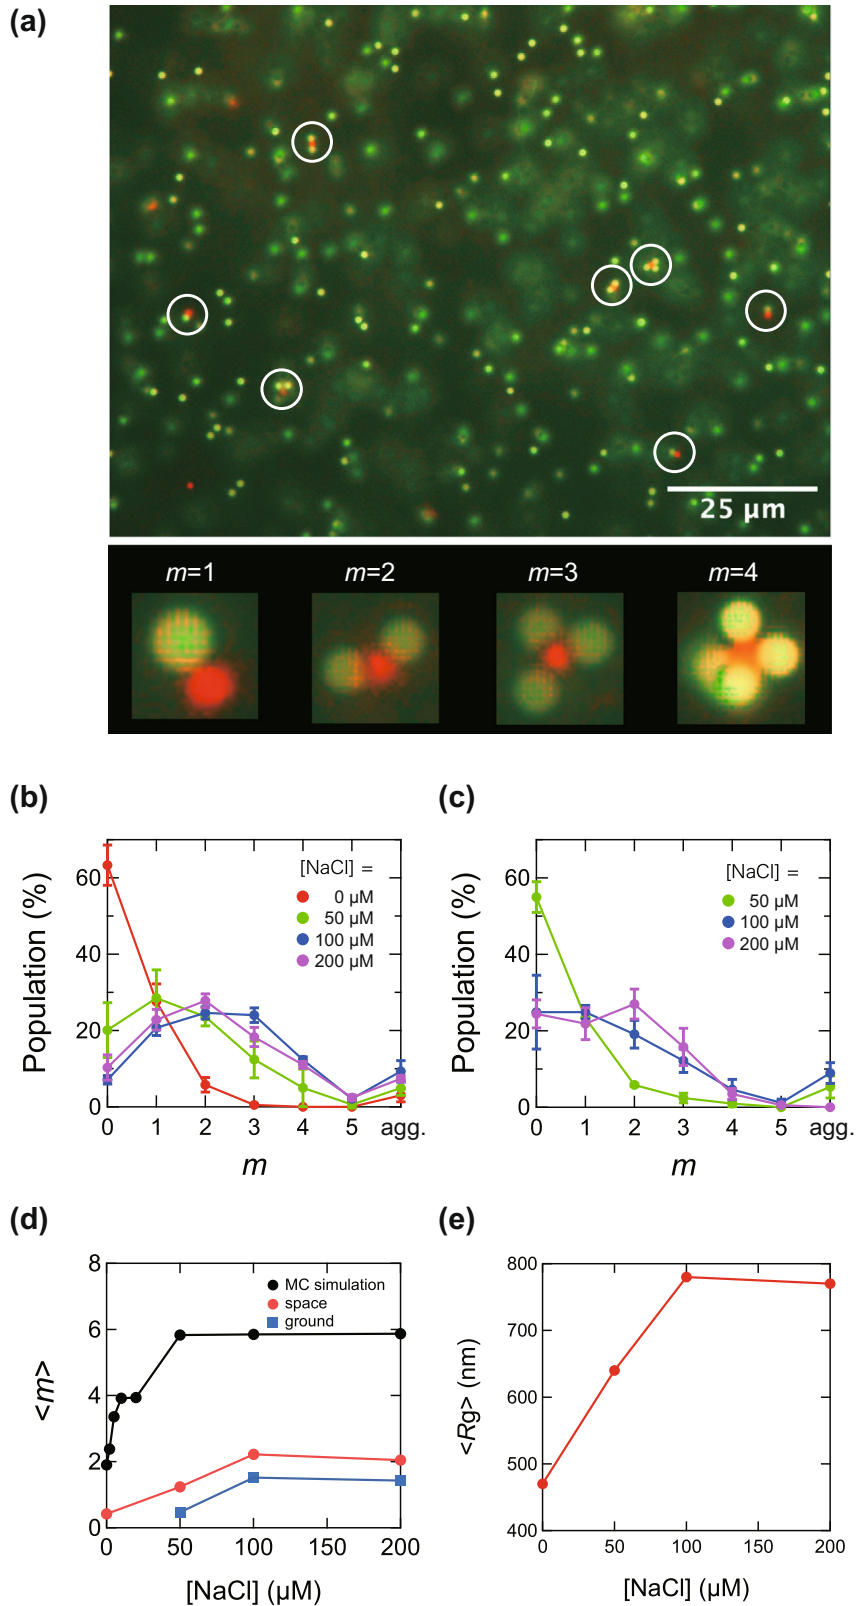 (a)
25 µm
m=1 m=2 m=3 m=4
(b)
Population (%)
60
40
20
0
[NaCl] =
0 µM
50 µM
100 µM
200 µM
0 1 2 3 4 5 agg.
m
(c)
Population (%)
60
40
20
0
[NaCl] =
50 µM
100 µM
200 µM
0 1 2 3 4 5 agg.
m
(d)
<m>
8
6
4
2
0
MC simulation
space
ground
0 50 100 150 200
[NaCl] (µM)
(e)
<Rg> (nm)
800
700
600
500
400
0 50 100 150 200
[NaCl] (µM)